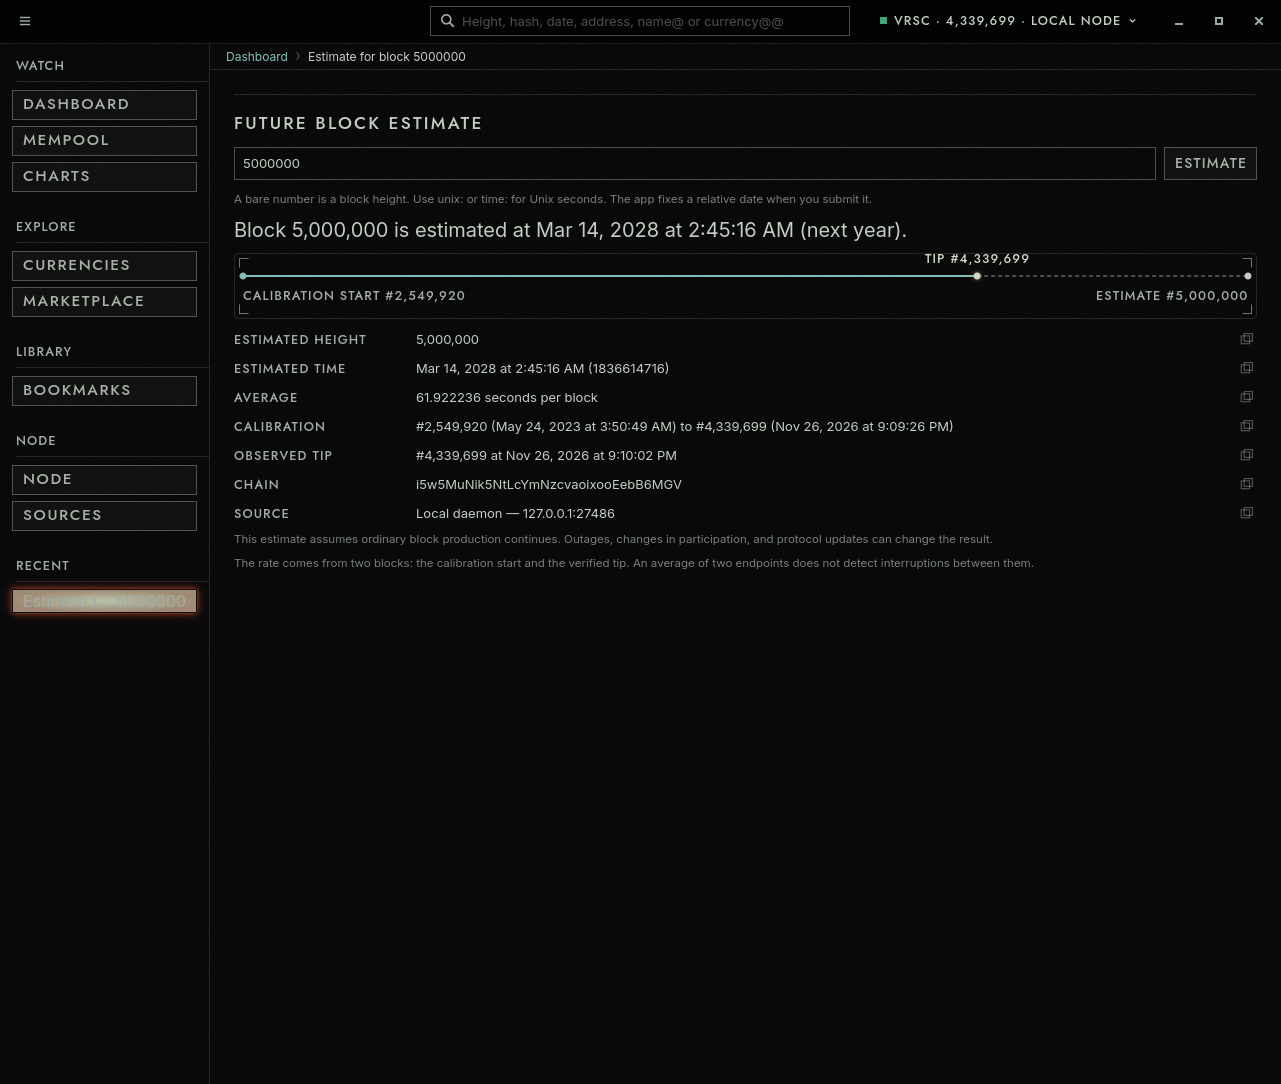 Height, hash, date, address, name@ or currency@@
VRSC · 4,339,699 · LOCAL NODE
WATCH
DASHBOARD
MEMPOOL
CHARTS
EXPLORE
CURRENCIES
MARKETPLACE
LIBRARY
BOOKMARKS
NODE
NODE
SOURCES
RECENT
Dashboard › Estimate for block 5000000
FUTURE BLOCK ESTIMATE
5000000
ESTIMATE
A bare number is a block height. Use unix: or time: for Unix seconds. The app fixes a relative date when you submit it.
Block 5,000,000 is estimated at Mar 14, 2028 at 2:45:16 AM (next year).
TIP #4,339,699
CALIBRATION START #2,549,920
ESTIMATE #5,000,000
ESTIMATED HEIGHT 5,000,000
ESTIMATED TIME Mar 14, 2028 at 2:45:16 AM (1836614716)
AVERAGE 61.922236 seconds per block
CALIBRATION #2,549,920 (May 24, 2023 at 3:50:49 AM) to #4,339,699 (Nov 26, 2026 at 9:09:26 PM)
OBSERVED TIP #4,339,699 at Nov 26, 2026 at 9:10:02 PM
CHAIN i5w5MuNik5NtLcYmNzcvaoixooEebB6MGV
SOURCE Local daemon — 127.0.0.1:27486
This estimate assumes ordinary block production continues. Outages, changes in participation, and protocol updates can change the result.
The rate comes from two blocks: the calibration start and the verified tip. An average of two endpoints does not detect interruptions between them.